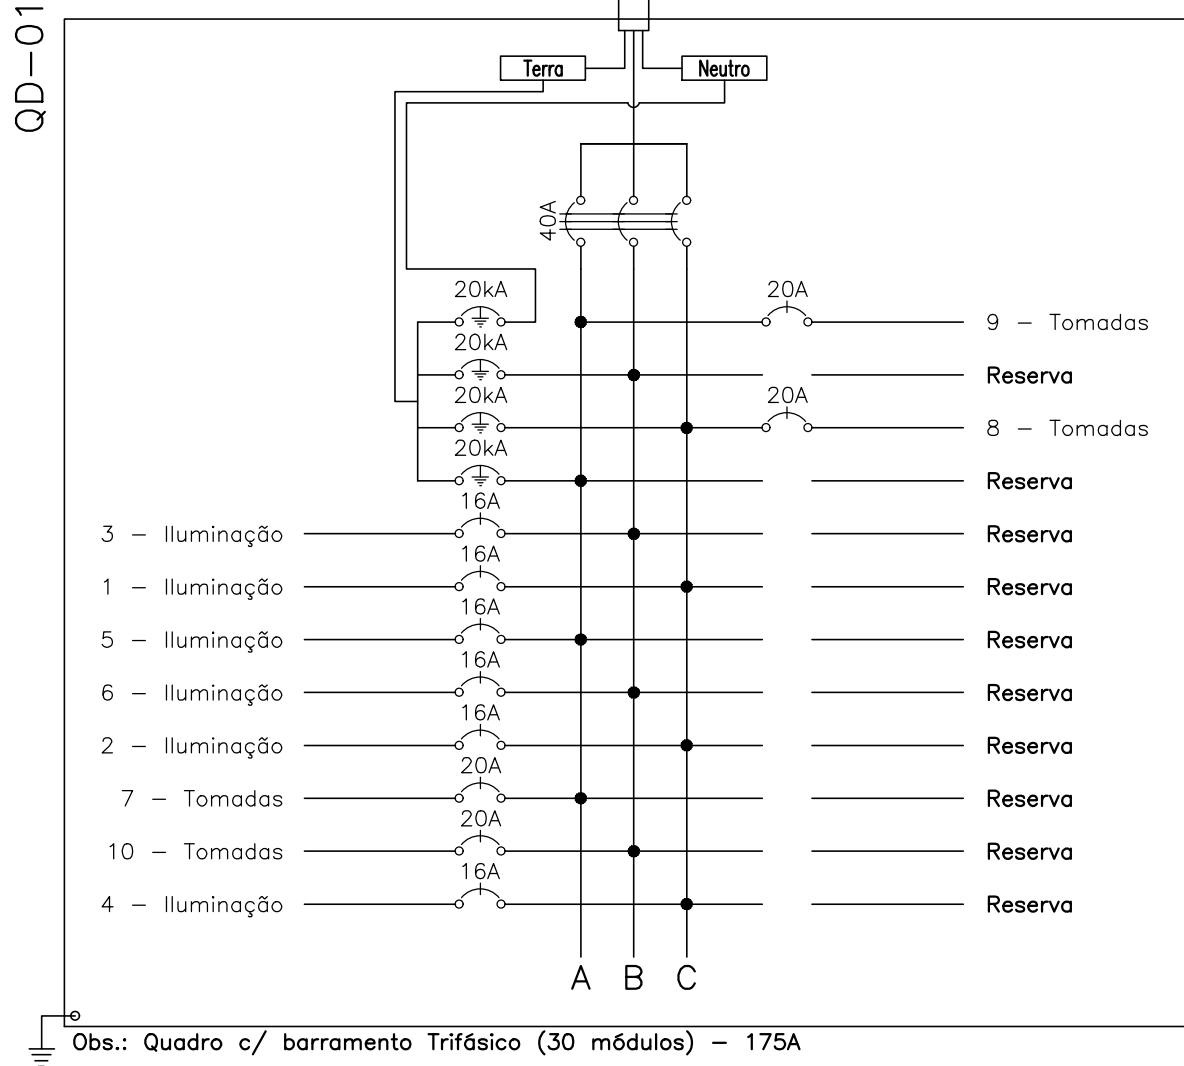 QD-01
Terra
Neutro
40A
20kA
20A
9 - Tomadas
20kA
Reserva
20kA
20A
8 - Tomadas
20kA
Reserva
16A
3 - Iluminação
Reserva
16A
1 - Iluminação
Reserva
16A
5 - Iluminação
Reserva
16A
6 - Iluminação
Reserva
16A
2 - Iluminação
Reserva
20A
7 - Tomadas
Reserva
20A
10 - Tomadas
Reserva
16A
4 - Iluminação
Reserva
A B C
Obs.: Quadro c/ barramento Trifásico (30 módulos) - 175A